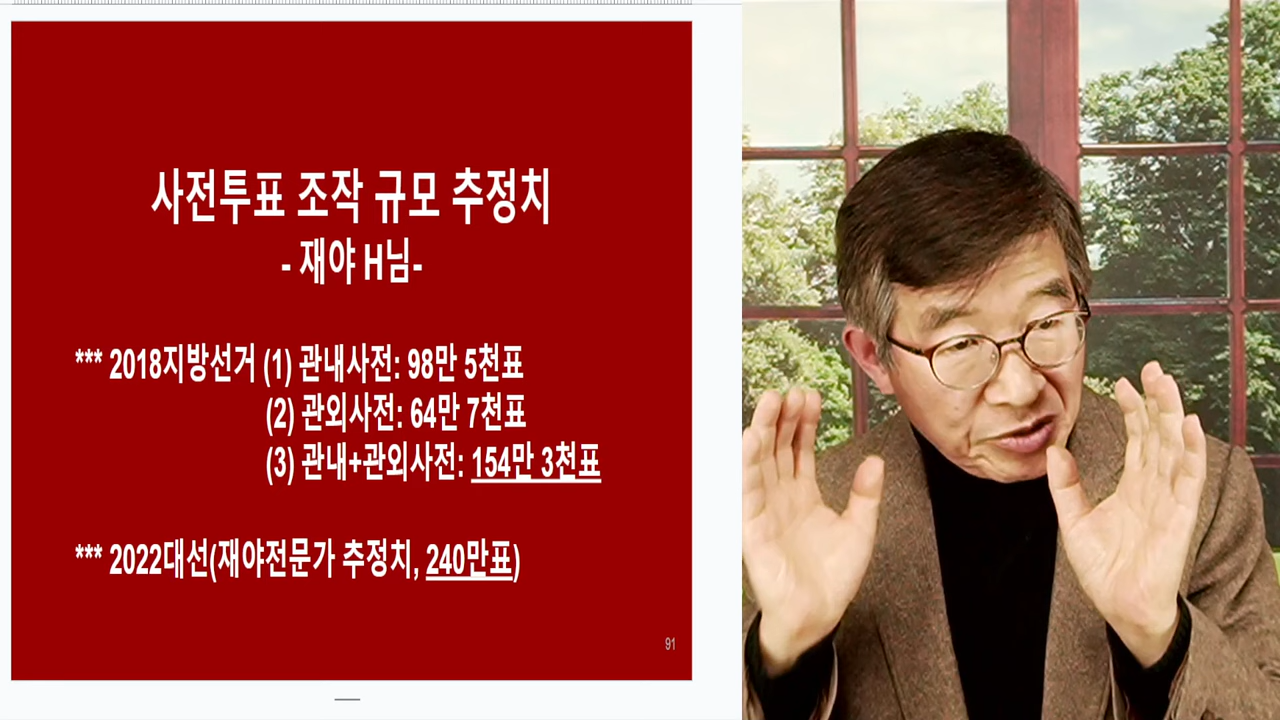 사전투표 조작 규모 추정치
- 재야 H님-
*** 2018지방선거 (1) 관내사전: 98만 5천표
(2) 관외사전: 64만 7천표
(3) 관내+관외사전: 154만 3천표
*** 2022대선(재야전문가 추정치, 240만표)
91